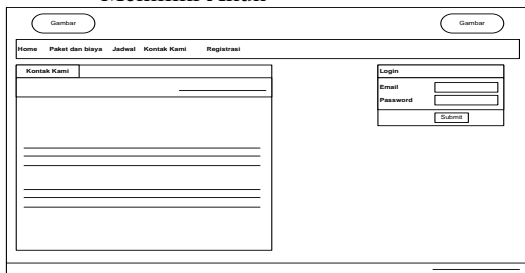 Gambar Gambar
Home Paket dan biaya Jadwal Kontak Kami Registrasi
Kontak Kami
Login
Email
Password
Submit